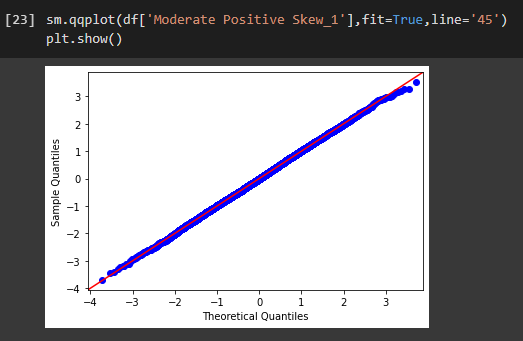 [23] sm.qqplot(df['Moderate Positive Skew_1'],fit=True,line='45')
plt.show()
3
2
1
0
−1
−2
−3
−4
Sample Quantiles
−4 −3 −2 −1 0 1 2 3
Theoretical Quantiles